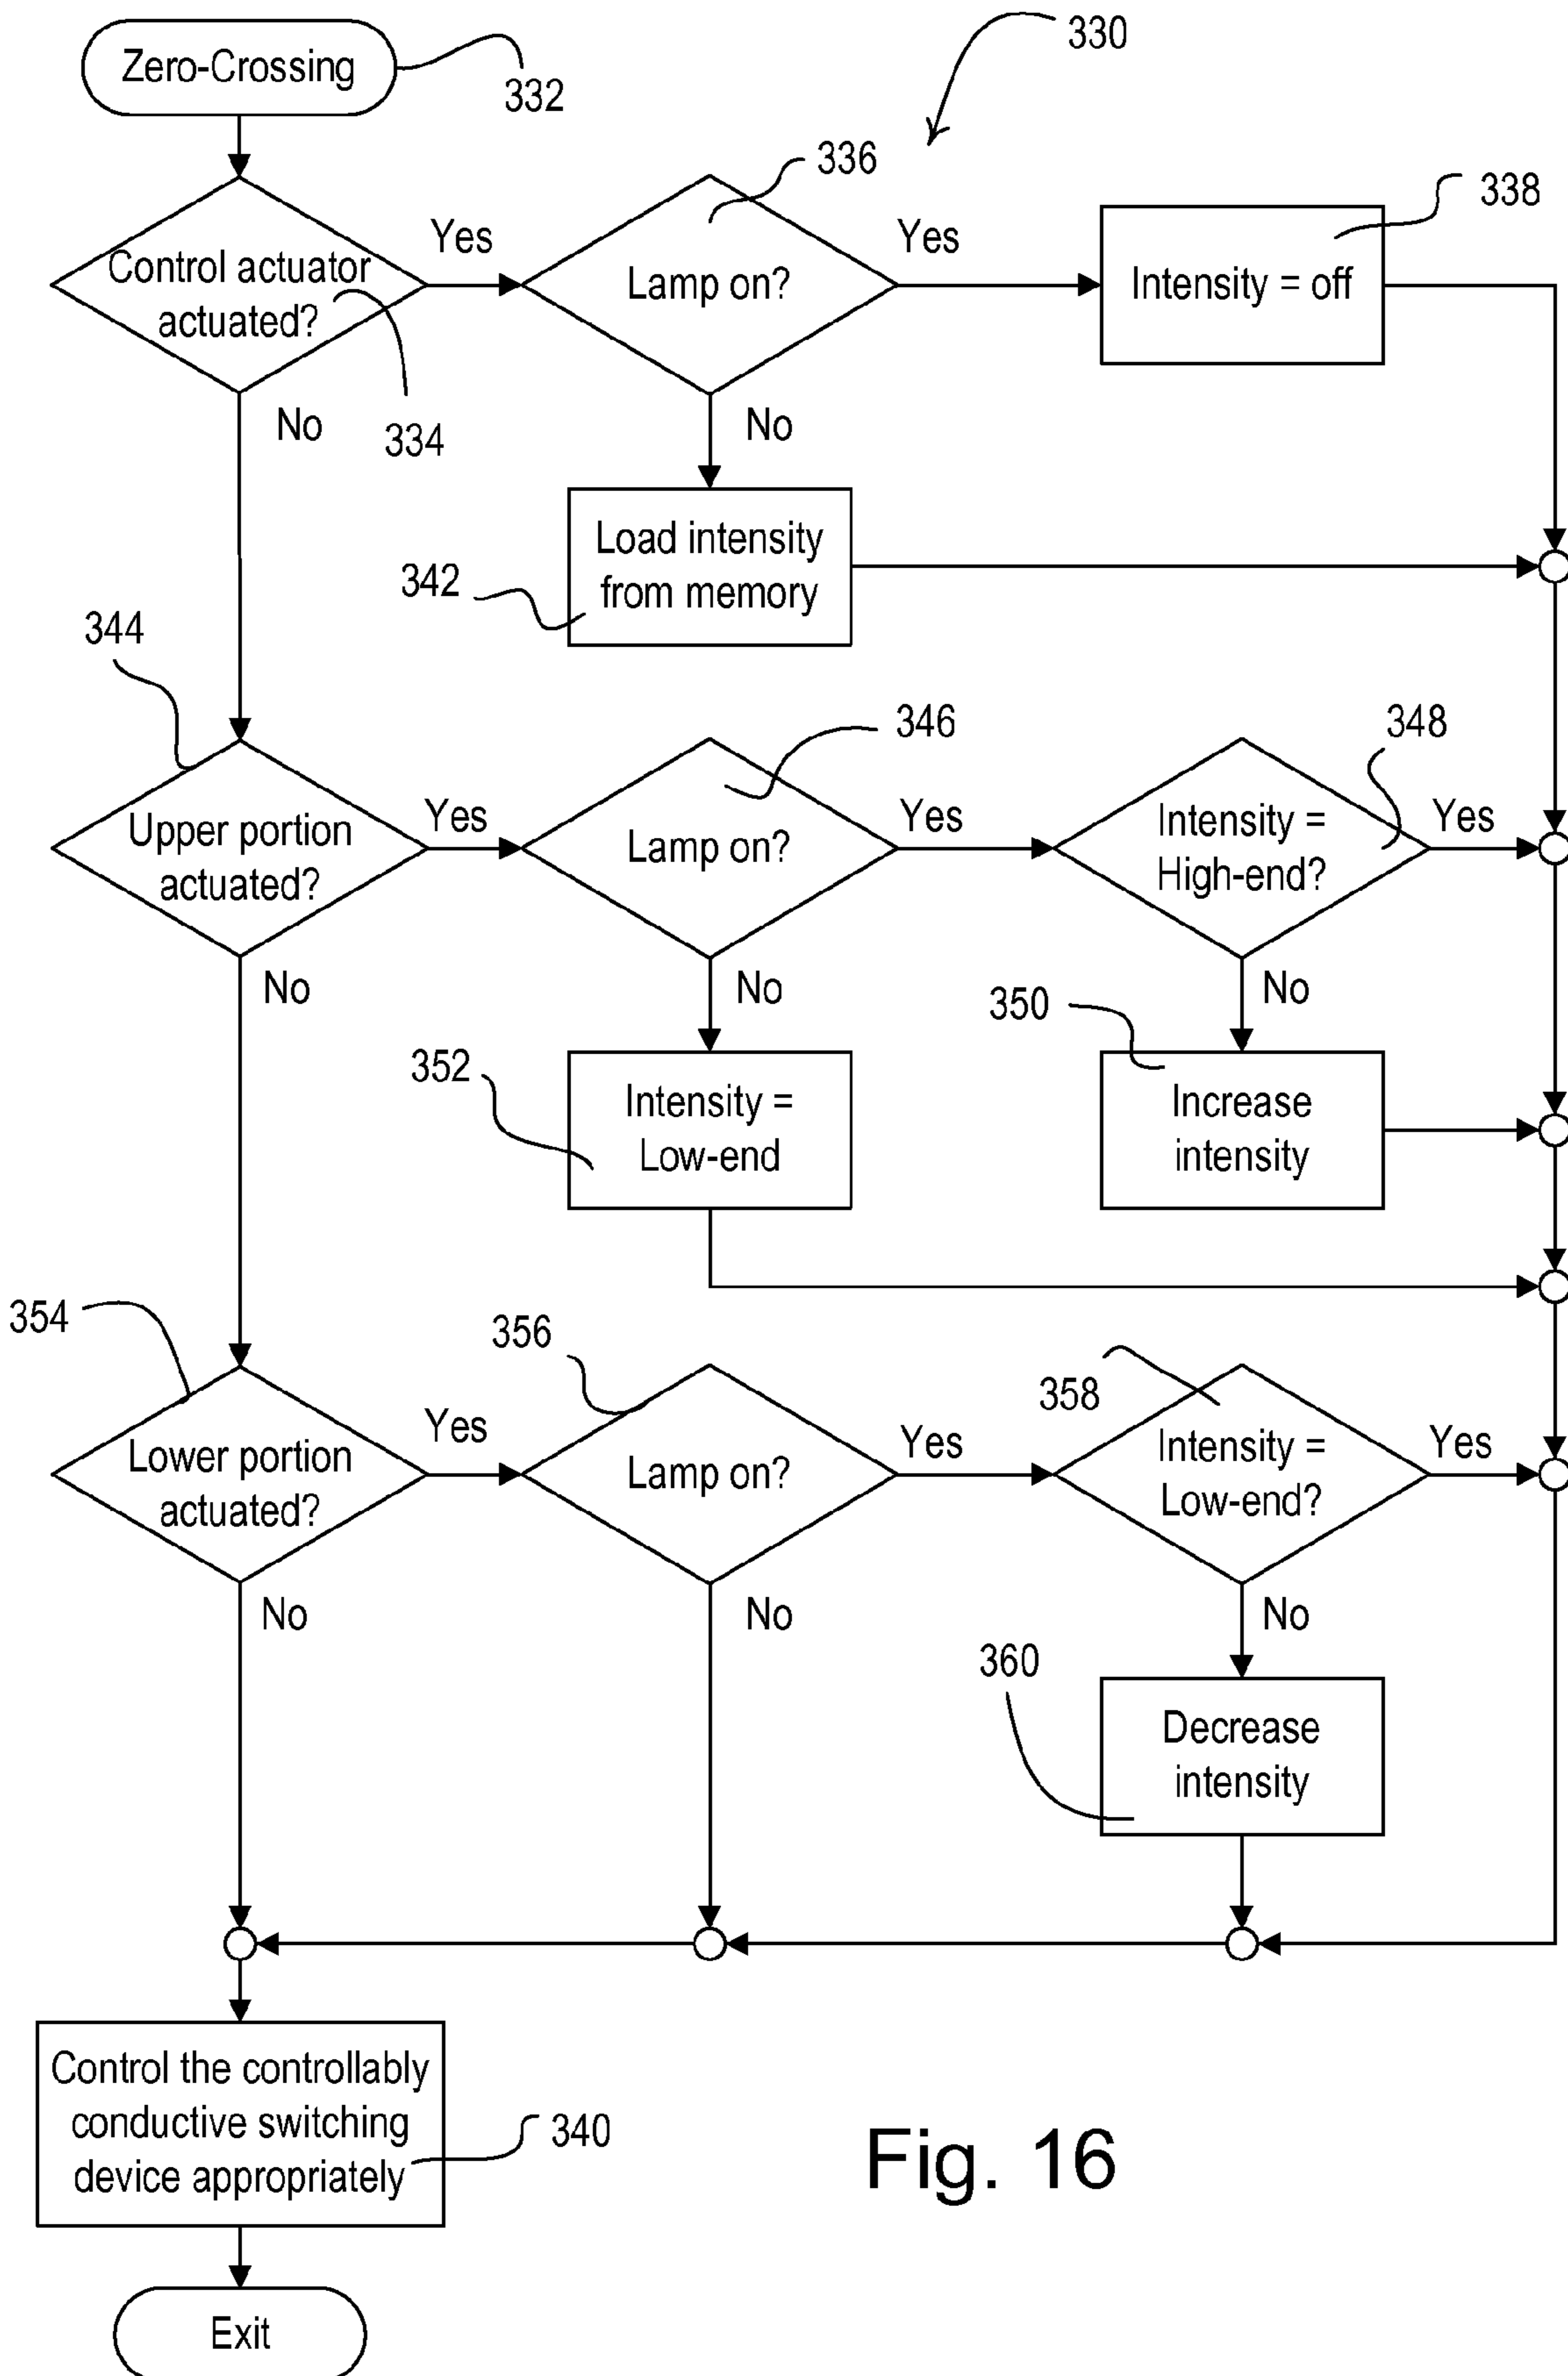 330
Zero-Crossing
332
336
338
Control actuator
actuated?
334
Yes
Lamp on?
Yes
Intensity = off
No
No
Load intensity
from memory
342
344
346
348
Upper portion
actuated?
Yes
Lamp on?
Yes
Intensity =
High-end?
Yes
No
No
No
350
352
Intensity =
Low-end
Increase
intensity
354
356
358
Lower portion
actuated?
Yes
Lamp on?
Yes
Intensity =
Low-end?
Yes
No
No
No
360
Decrease
intensity
Control the controllably
conductive switching
device appropriately
340
Exit
Fig. 16